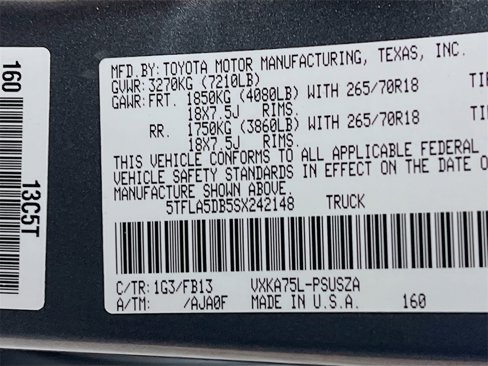 MFD.BY: TOYOTA MOTOR MANUFACTURING, TEXAS, INC.
GVWR: 3270KG (7210LB)
GAWR: FRT. 1850KG (4080LB) WITH 265/70R18
18X7.5J RIMS.
RR. 1750KG (3860LB) WITH 265/70R18
18X7.5J RIMS.
THIS VEHICLE CONFORMS TO ALL APPLICABLE FEDERAL
VEHICLE SAFETY STANDARDS IN EFFECT ON THE DATE O
MANUFACTURE SHOWN ABOVE.
5TFLA5DB5SX242148 TRUCK
C/TR: 1G3/FB13 VXKA75L-PSUSZA
A/TM: /AJA0F MADE IN U.S.A. 160
160
13C5T